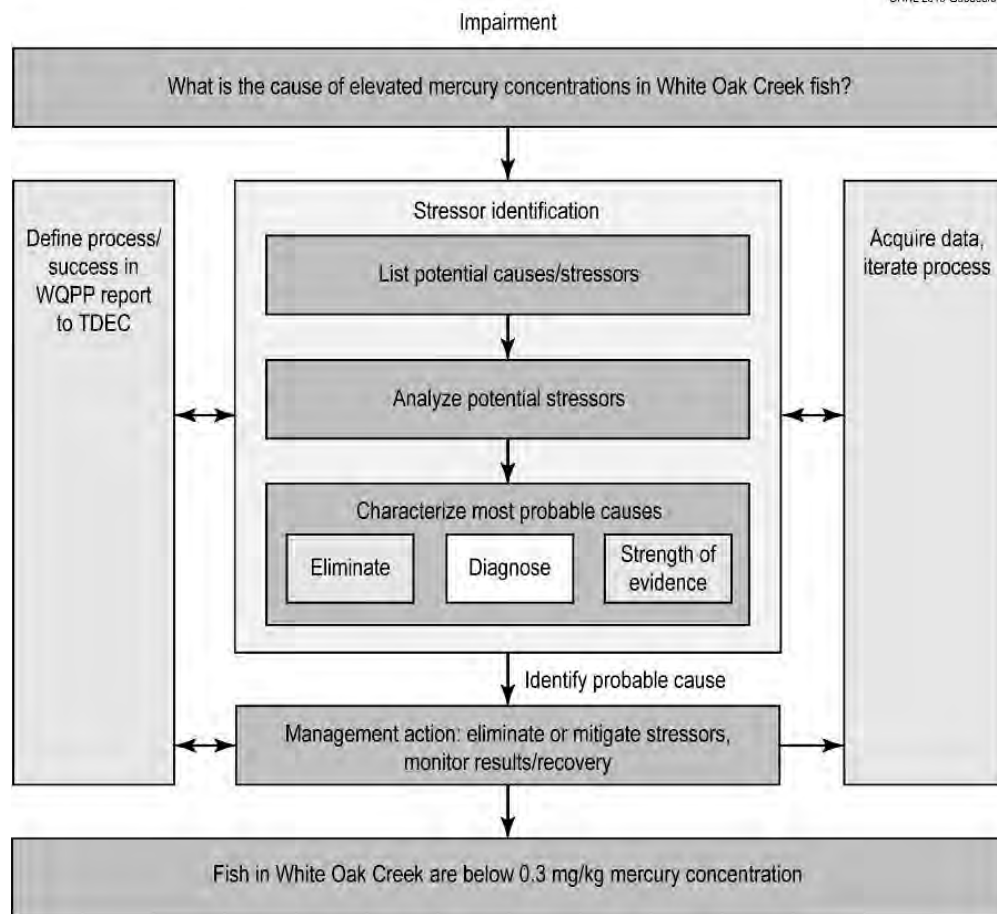 Impairment
What is the cause of elevated mercury concentrations in White Oak Creek fish?
Define process/
success in
WQPP report
to TDEC
Stressor identification
List potential causes/stressors
Analyze potential stressors
Characterize most probable causes
Eliminate
Diagnose
Strength of
evidence
Acquire data,
iterate process
Identify probable cause
Management action: eliminate or mitigate stressors,
monitor results/recovery
Fish in White Oak Creek are below 0.3 mg/kg mercury concentration